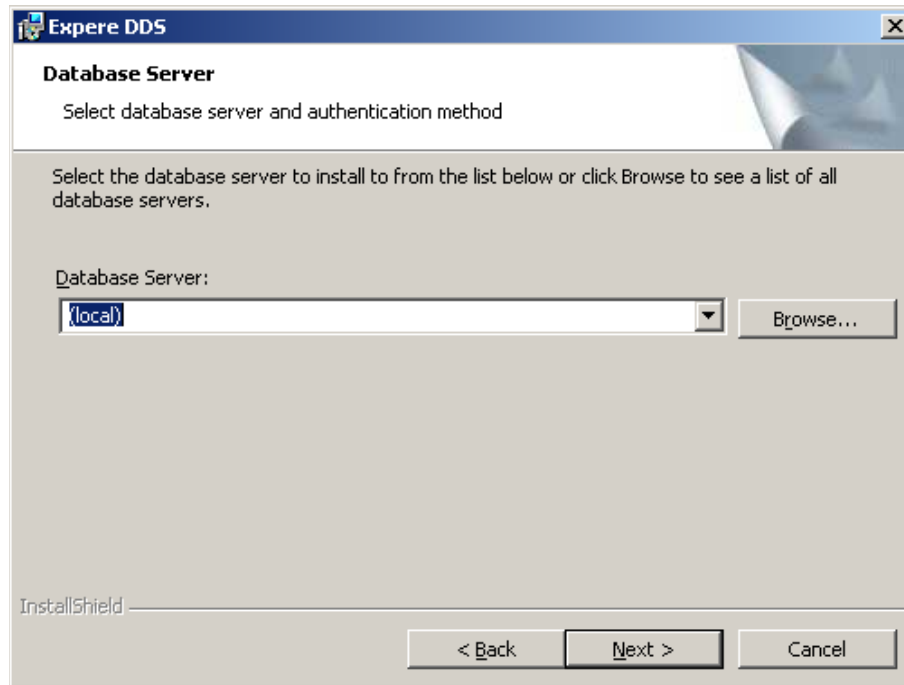 Expere DDS
Database Server
Select database server and authentication method
Select the database server to install to from the list below or click Browse to see a list of all
database servers.
Database Server:
(local)
Browse...
InstallShield
< Back
Next >
Cancel